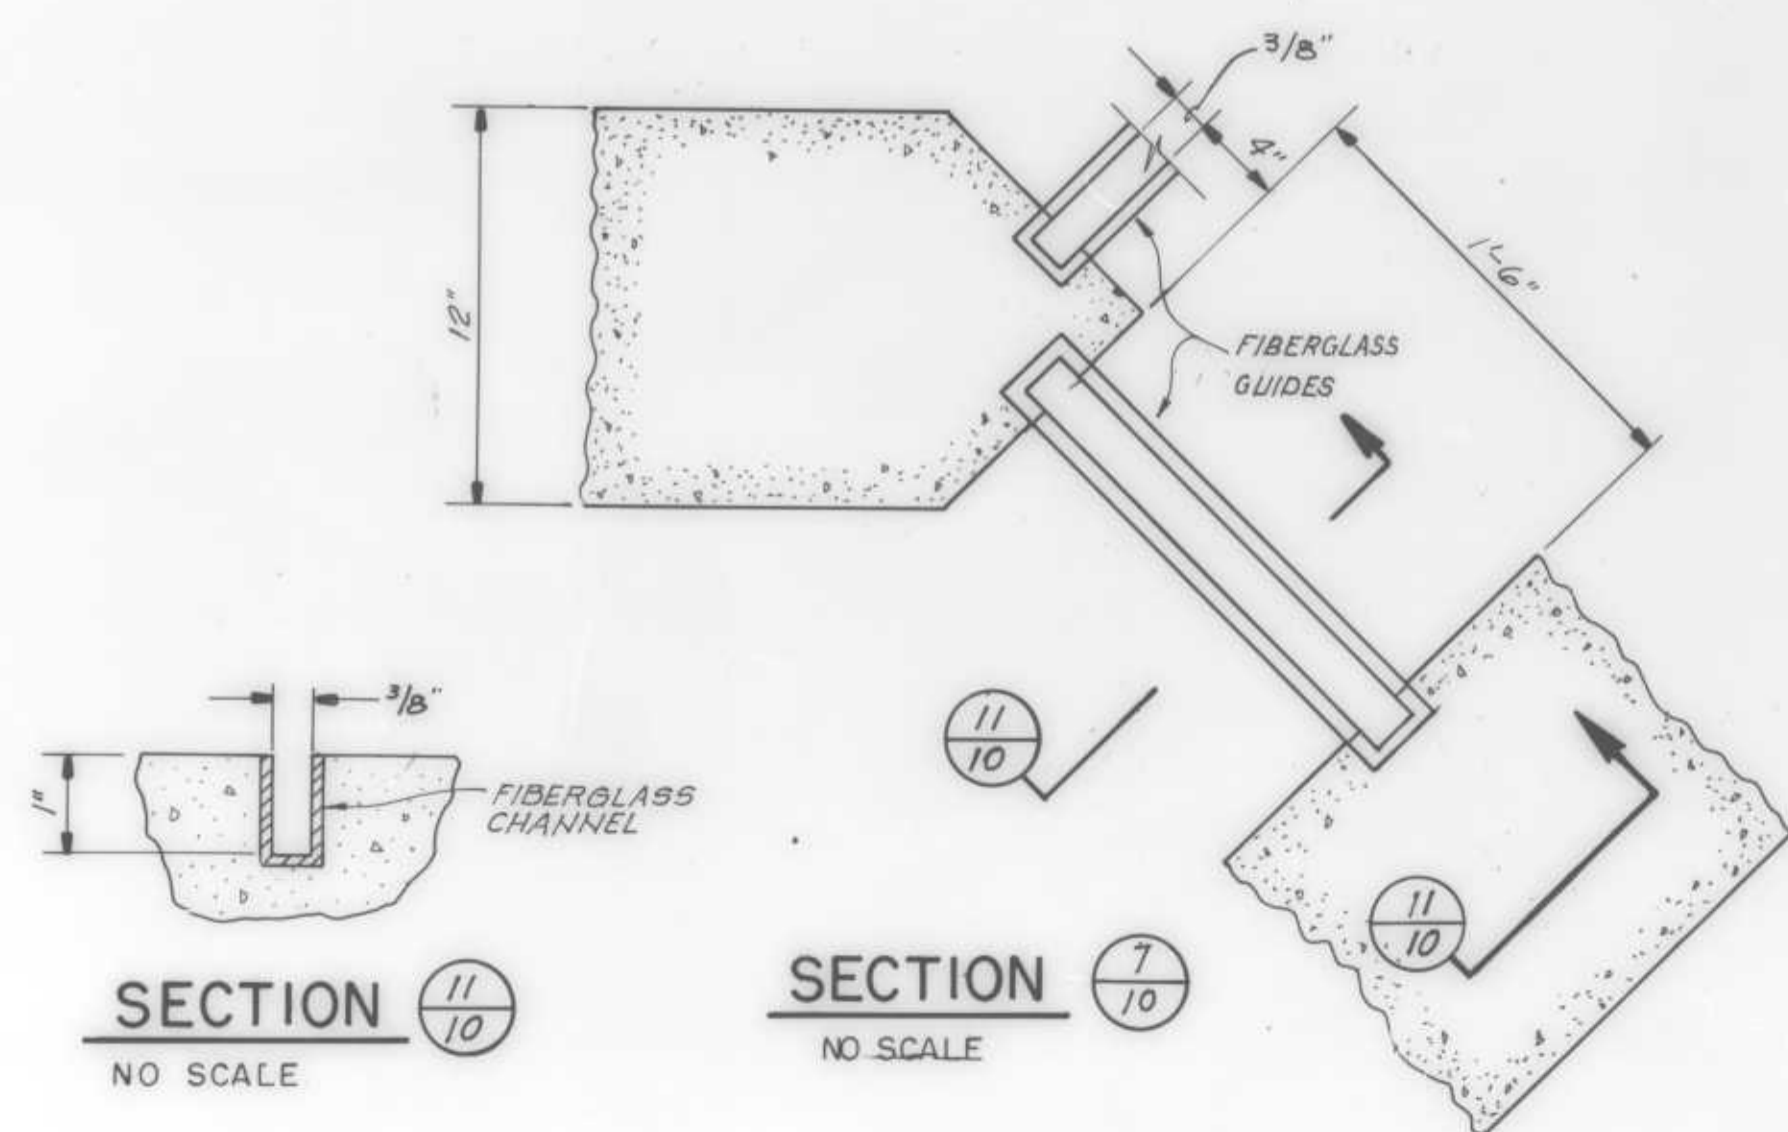 3/8"
4"
1'-6"
12"
FIBERGLASS
GUIDES
3/8"
1"
FIBERGLASS
CHANNEL
11
10
11
10
SECTION
11
10
NO SCALE
SECTION
7
10
NO SCALE